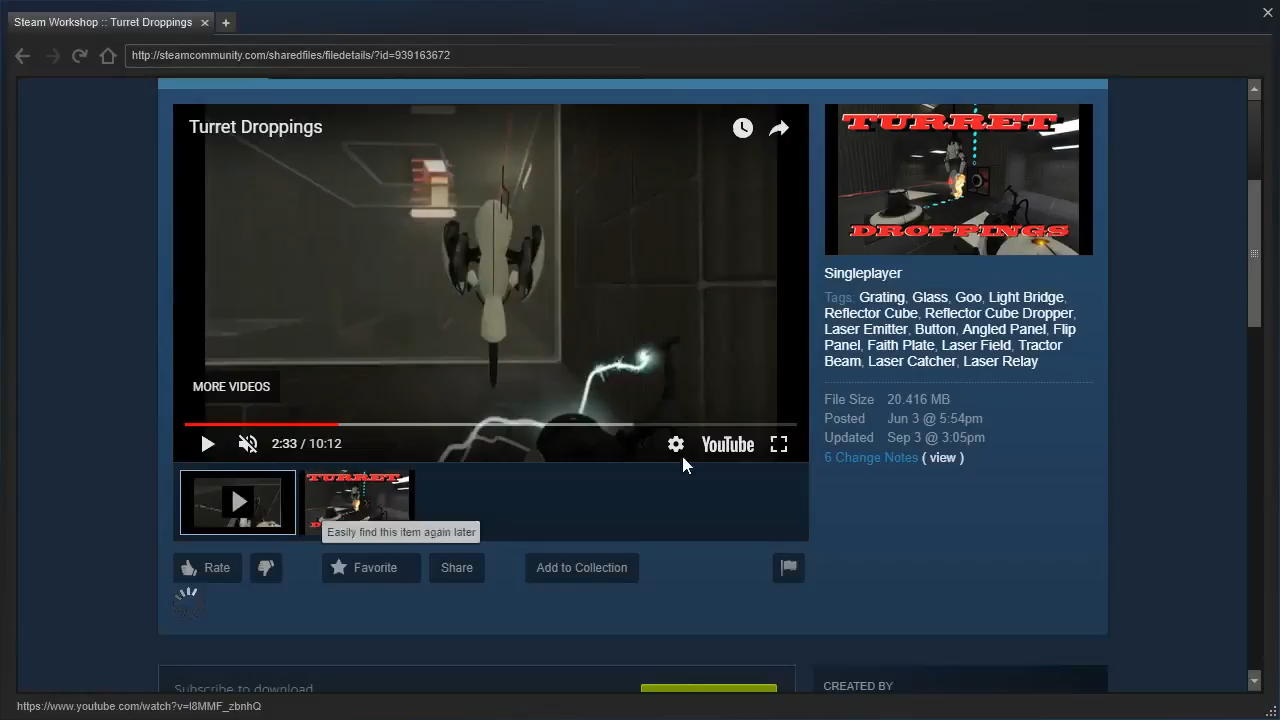 Steam Workshop :: Turret Droppings
http://steamcommunity.com/sharedfiles/filedetails/?id=939163672
Turret Droppings
MORE VIDEOS
2:33 / 10:12
YouTube
TURRET
DROPPINGS
Singleplayer
Tags: Grating, Glass, Goo, Light Bridge,
Reflector Cube, Reflector Cube Dropper,
Laser Emitter, Button, Angled Panel, Flip
Panel, Faith Plate, Laser Field, Tractor
Beam, Laser Catcher, Laser Relay
File Size 20.416 MB
Posted Jun 3 @ 5:54pm
Updated Sep 3 @ 3:05pm
6 Change Notes ( view )
TURRET
Easily find this item again later
Rate
Favorite
Share
Add to Collection
Subscribe to download
CREATED BY
https://www.youtube.com/watch?v=l8MMF_zbnhQ